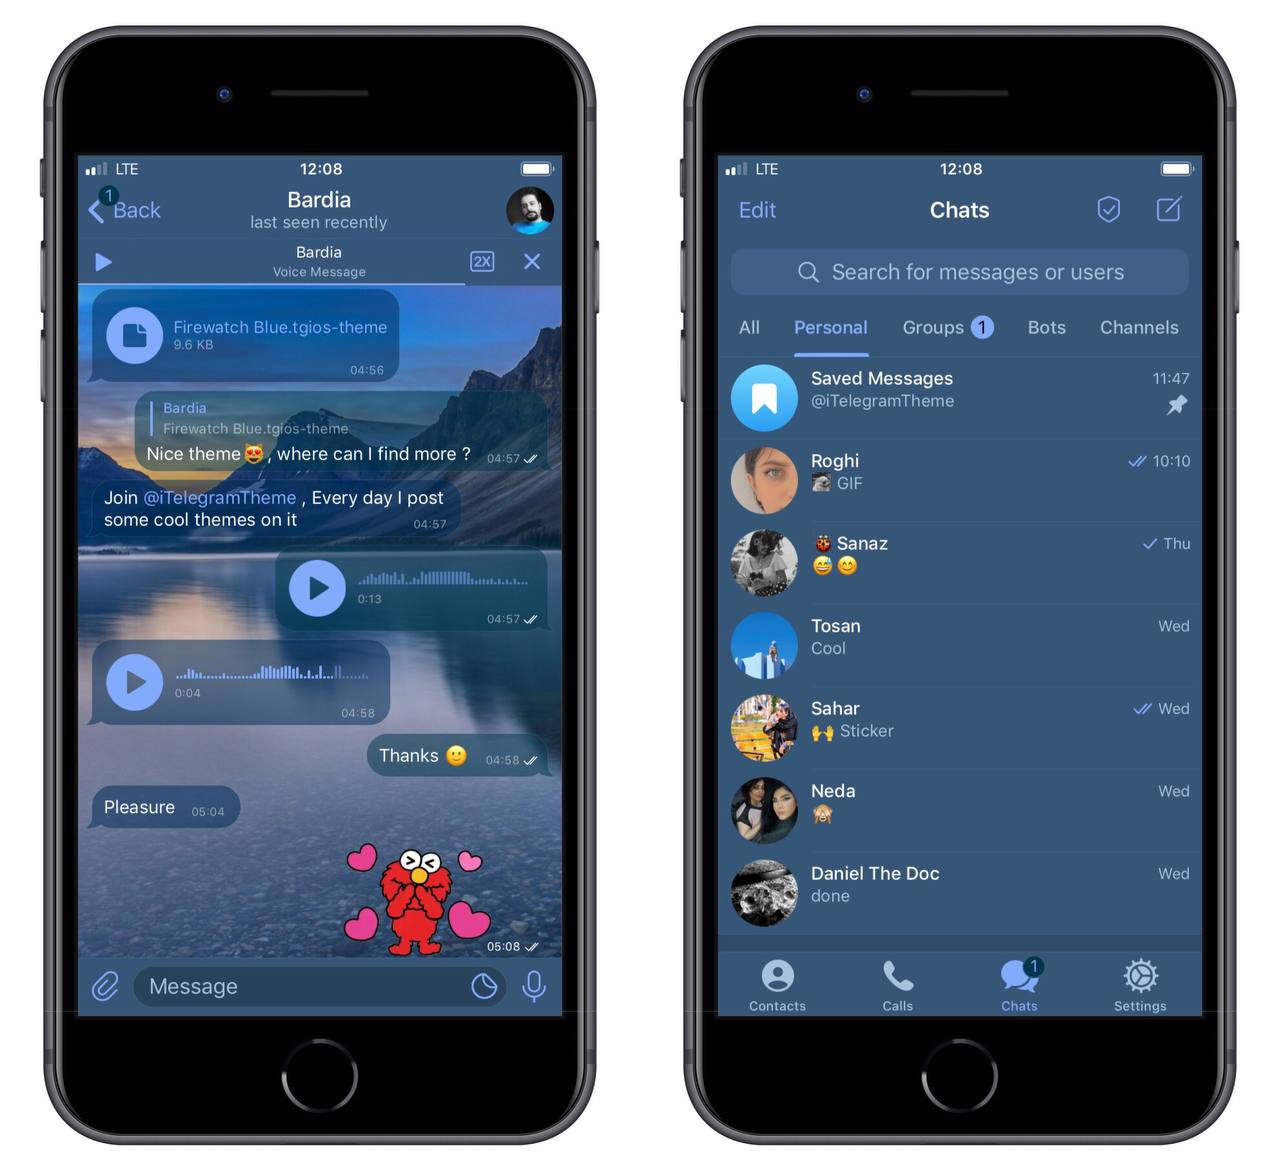 LTE
12:08
1
Back
Bardia
last seen recently
Bardia
Voice Message
2X
Firewatch Blue.tgios-theme
9.6 KB
04:56
Bardia
Firewatch Blue.tgios-theme
Nice theme😻, where can I find more ?
04:57
Join @iTelegramTheme , Every day I post
some cool themes on it
04:57
0:13
04:57
0:04
04:58
Thanks 🙂
04:58
Pleasure
05:04
05:08
Message
LTE
12:08
Edit
Chats
Search for messages or users
All
Personal
Groups 1
Bots
Channels
Saved Messages
11:47
@iTelegramTheme
Roghi
10:10
GIF
🐞 Sanaz
Thu
😅😊
Tosan
Wed
Cool
Sahar
Wed
🙌 Sticker
Neda
Wed
🙈
Daniel The Doc
Wed
done
Contacts
Calls
1
Chats
Settings